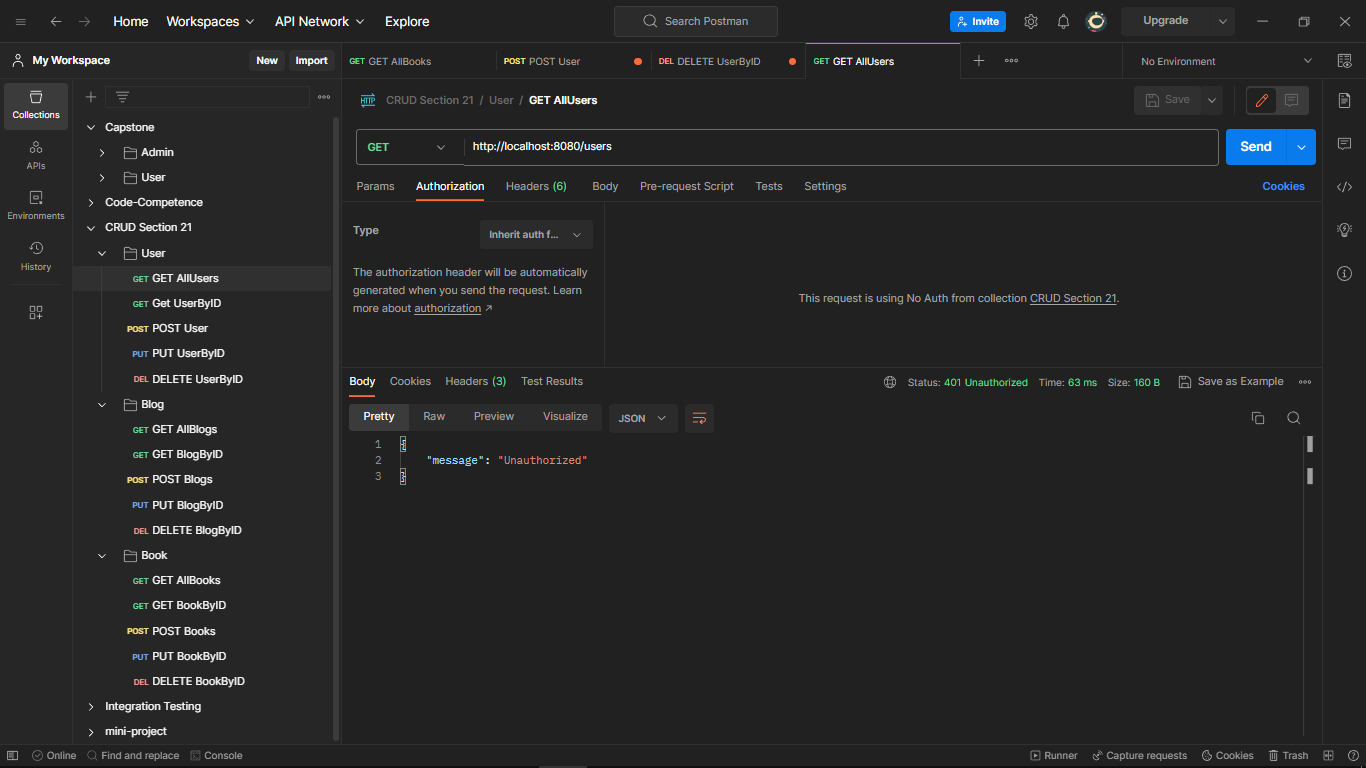 Home Workspaces API Network Explore Search Postman Invite Upgrade
My Workspace New Import GET GET AllBooks POST POST User DEL DELETE UserByID GET GET AllUsers No Environment
Collections
APIs
Environments
History
Capstone
Admin
User
Code-Competence
CRUD Section 21
User
GET GET AllUsers
GET Get UserByID
POST POST User
PUT PUT UserByID
DEL DELETE UserByID
Blog
GET GET AllBlogs
GET GET BlogByID
POST POST Blogs
PUT PUT BlogByID
DEL DELETE BlogByID
Book
GET GET AllBooks
GET GET BookByID
POST POST Books
PUT PUT BookByID
DEL DELETE BookByID
Integration Testing
mini-project
HTTP CRUD Section 21 / User / GET AllUsers Save
GET http://localhost:8080/users Send
Params Authorization Headers (6) Body Pre-request Script Tests Settings Cookies
Type Inherit auth f...
The authorization header will be automatically
generated when you send the request. Learn
more about authorization ↗
This request is using No Auth from collection CRUD Section 21.
Body Cookies Headers (3) Test Results Status: 401 Unauthorized Time: 63 ms Size: 160 B Save as Example
Pretty Raw Preview Visualize JSON
1 {
2 "message": "Unauthorized"
3 }
Online Find and replace Console Runner Capture requests Cookies Trash